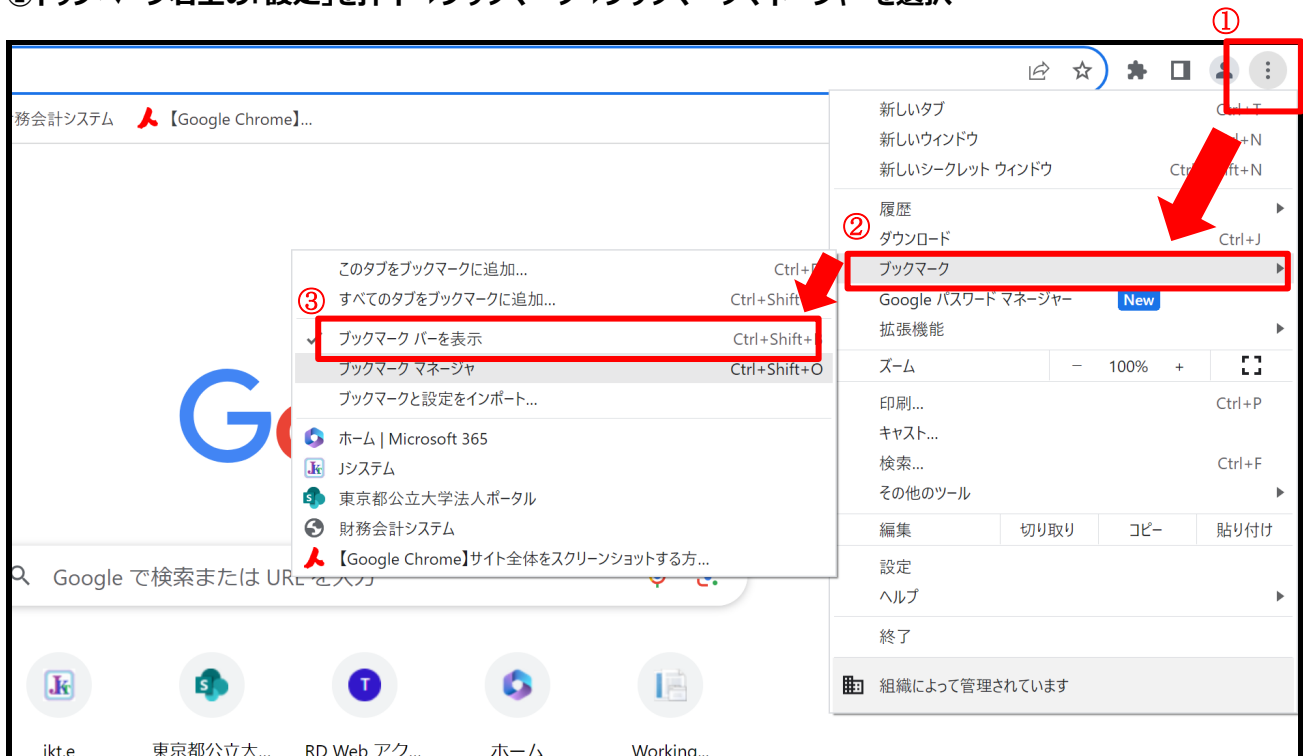 ①
務会計システム 【Google Chrome】...
新しいタブ Ctrl+T
新しいウィンドウ +N
新しいシークレット ウィンドウ Ctr ift+N
履歴
②
ダウンロード Ctrl+J
ブックマーク
Google パスワード マネージャー New
拡張機能
ズーム − 100% +
印刷... Ctrl+P
キャスト...
検索... Ctrl+F
その他のツール
編集 切り取り コピー 貼り付け
設定
ヘルプ
終了
組織によって管理されています
このタブをブックマークに追加... Ctrl+
③ すべてのタブをブックマークに追加... Ctrl+Shift
ブックマーク バーを表示 Ctrl+Shift+
ブックマーク マネージャ Ctrl+Shift+O
ブックマークと設定をインポート...
ホーム | Microsoft 365
Jシステム
東京都公立大学法人ポータル
財務会計システム
【Google Chrome】サイト全体をスクリーンショットする方...
Go
Google で検索または URL を入力
T
jkt.e 東京都公立大... RD Web アク... ホーム Working...